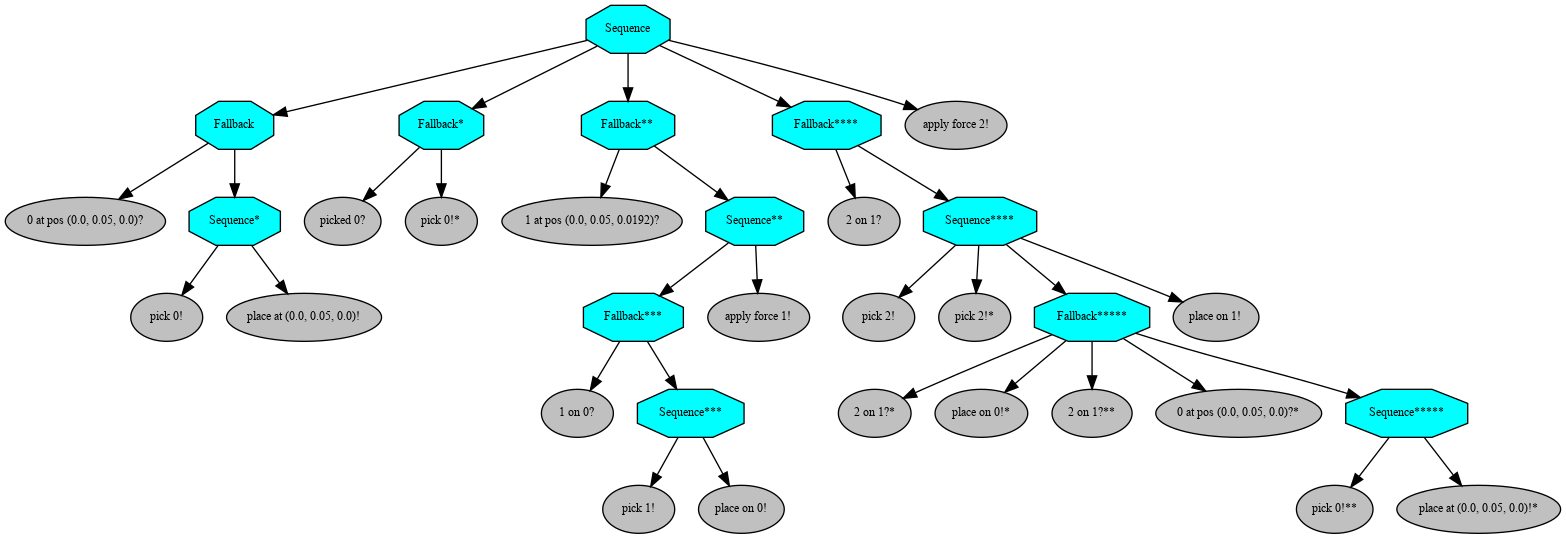 Sequence
Fallback
Fallback*
Fallback**
Fallback****
apply force 2!
0 at pos (0.0, 0.05, 0.0)?
Sequence*
picked 0?
pick 0!*
1 at pos (0.0, 0.05, 0.0192)?
Sequence**
2 on 1?
Sequence****
pick 0!
place at (0.0, 0.05, 0.0)!
Fallback***
apply force 1!
pick 2!
pick 2!*
Fallback*****
place on 1!
1 on 0?
Sequence***
2 on 1?*
place on 0!*
2 on 1?**
0 at pos (0.0, 0.05, 0.0)?*
Sequence*****
pick 1!
place on 0!
pick 0!**
place at (0.0, 0.05, 0.0)!*